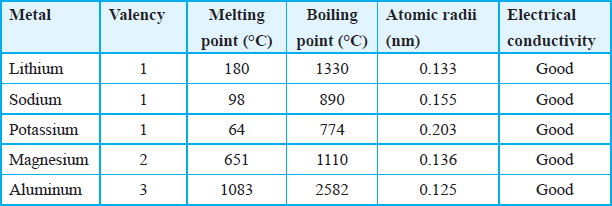 Metal Valency Melting point (°C) Boiling point (°C) Atomic radii (nm) Electrical conductivity
Lithium 1 180 1330 0.133 Good
Sodium 1 98 890 0.155 Good
Potassium 1 64 774 0.203 Good
Magnesium 2 651 1110 0.136 Good
Aluminum 3 1083 2582 0.125 Good